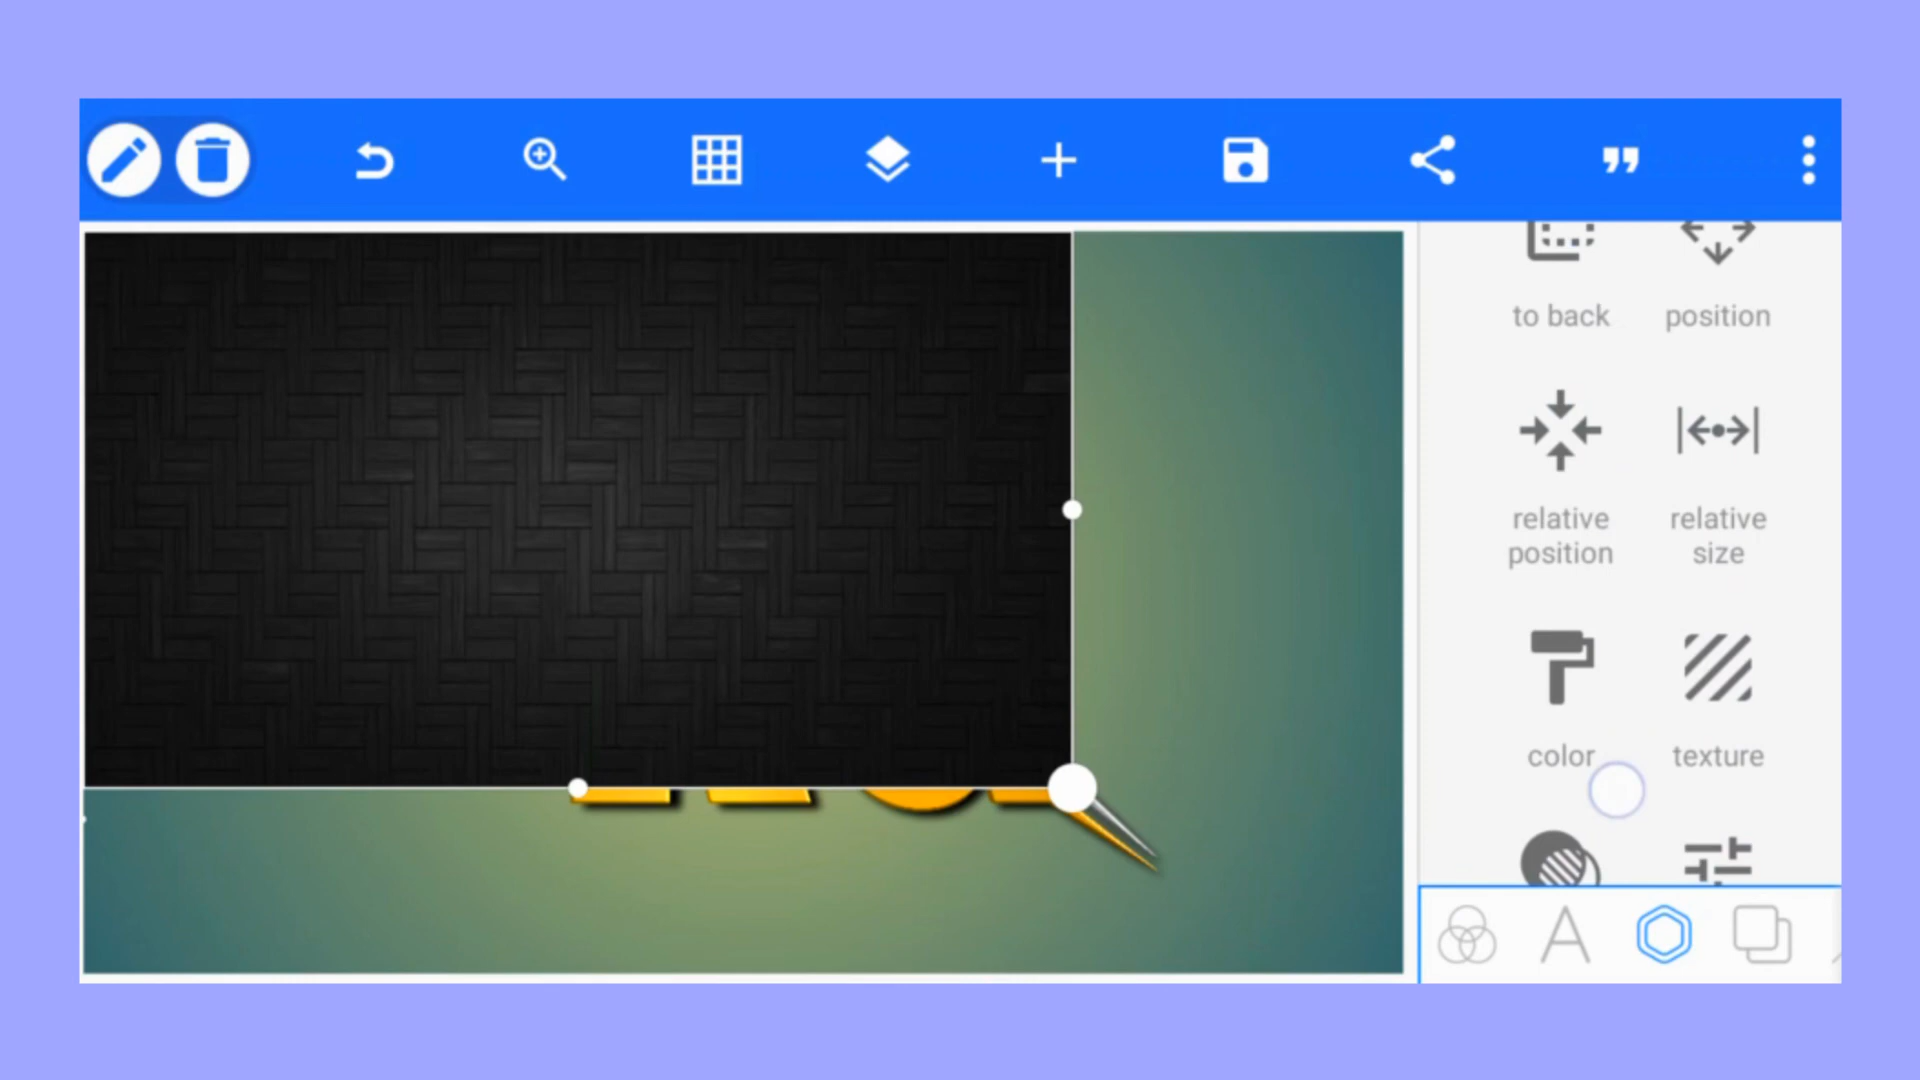 to back
position
relative
position
relative
size
color
texture